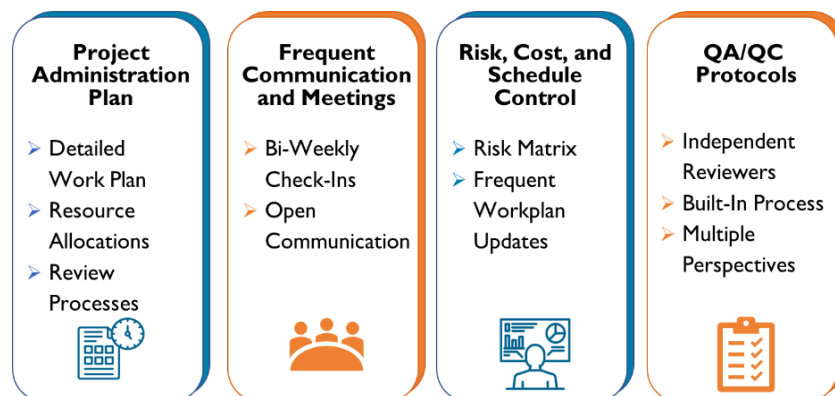 Project
Administration
Plan
➤ Detailed
Work Plan
➤ Resource
Allocations
➤ Review
Processes
Frequent
Communication
and Meetings
➤ Bi-Weekly
Check-Ins
➤ Open
Communication
Risk, Cost, and
Schedule
Control
➤ Risk Matrix
➤ Frequent
Workplan
Updates
QA/QC
Protocols
➤ Independent
Reviewers
➤ Built-In Process
➤ Multiple
Perspectives